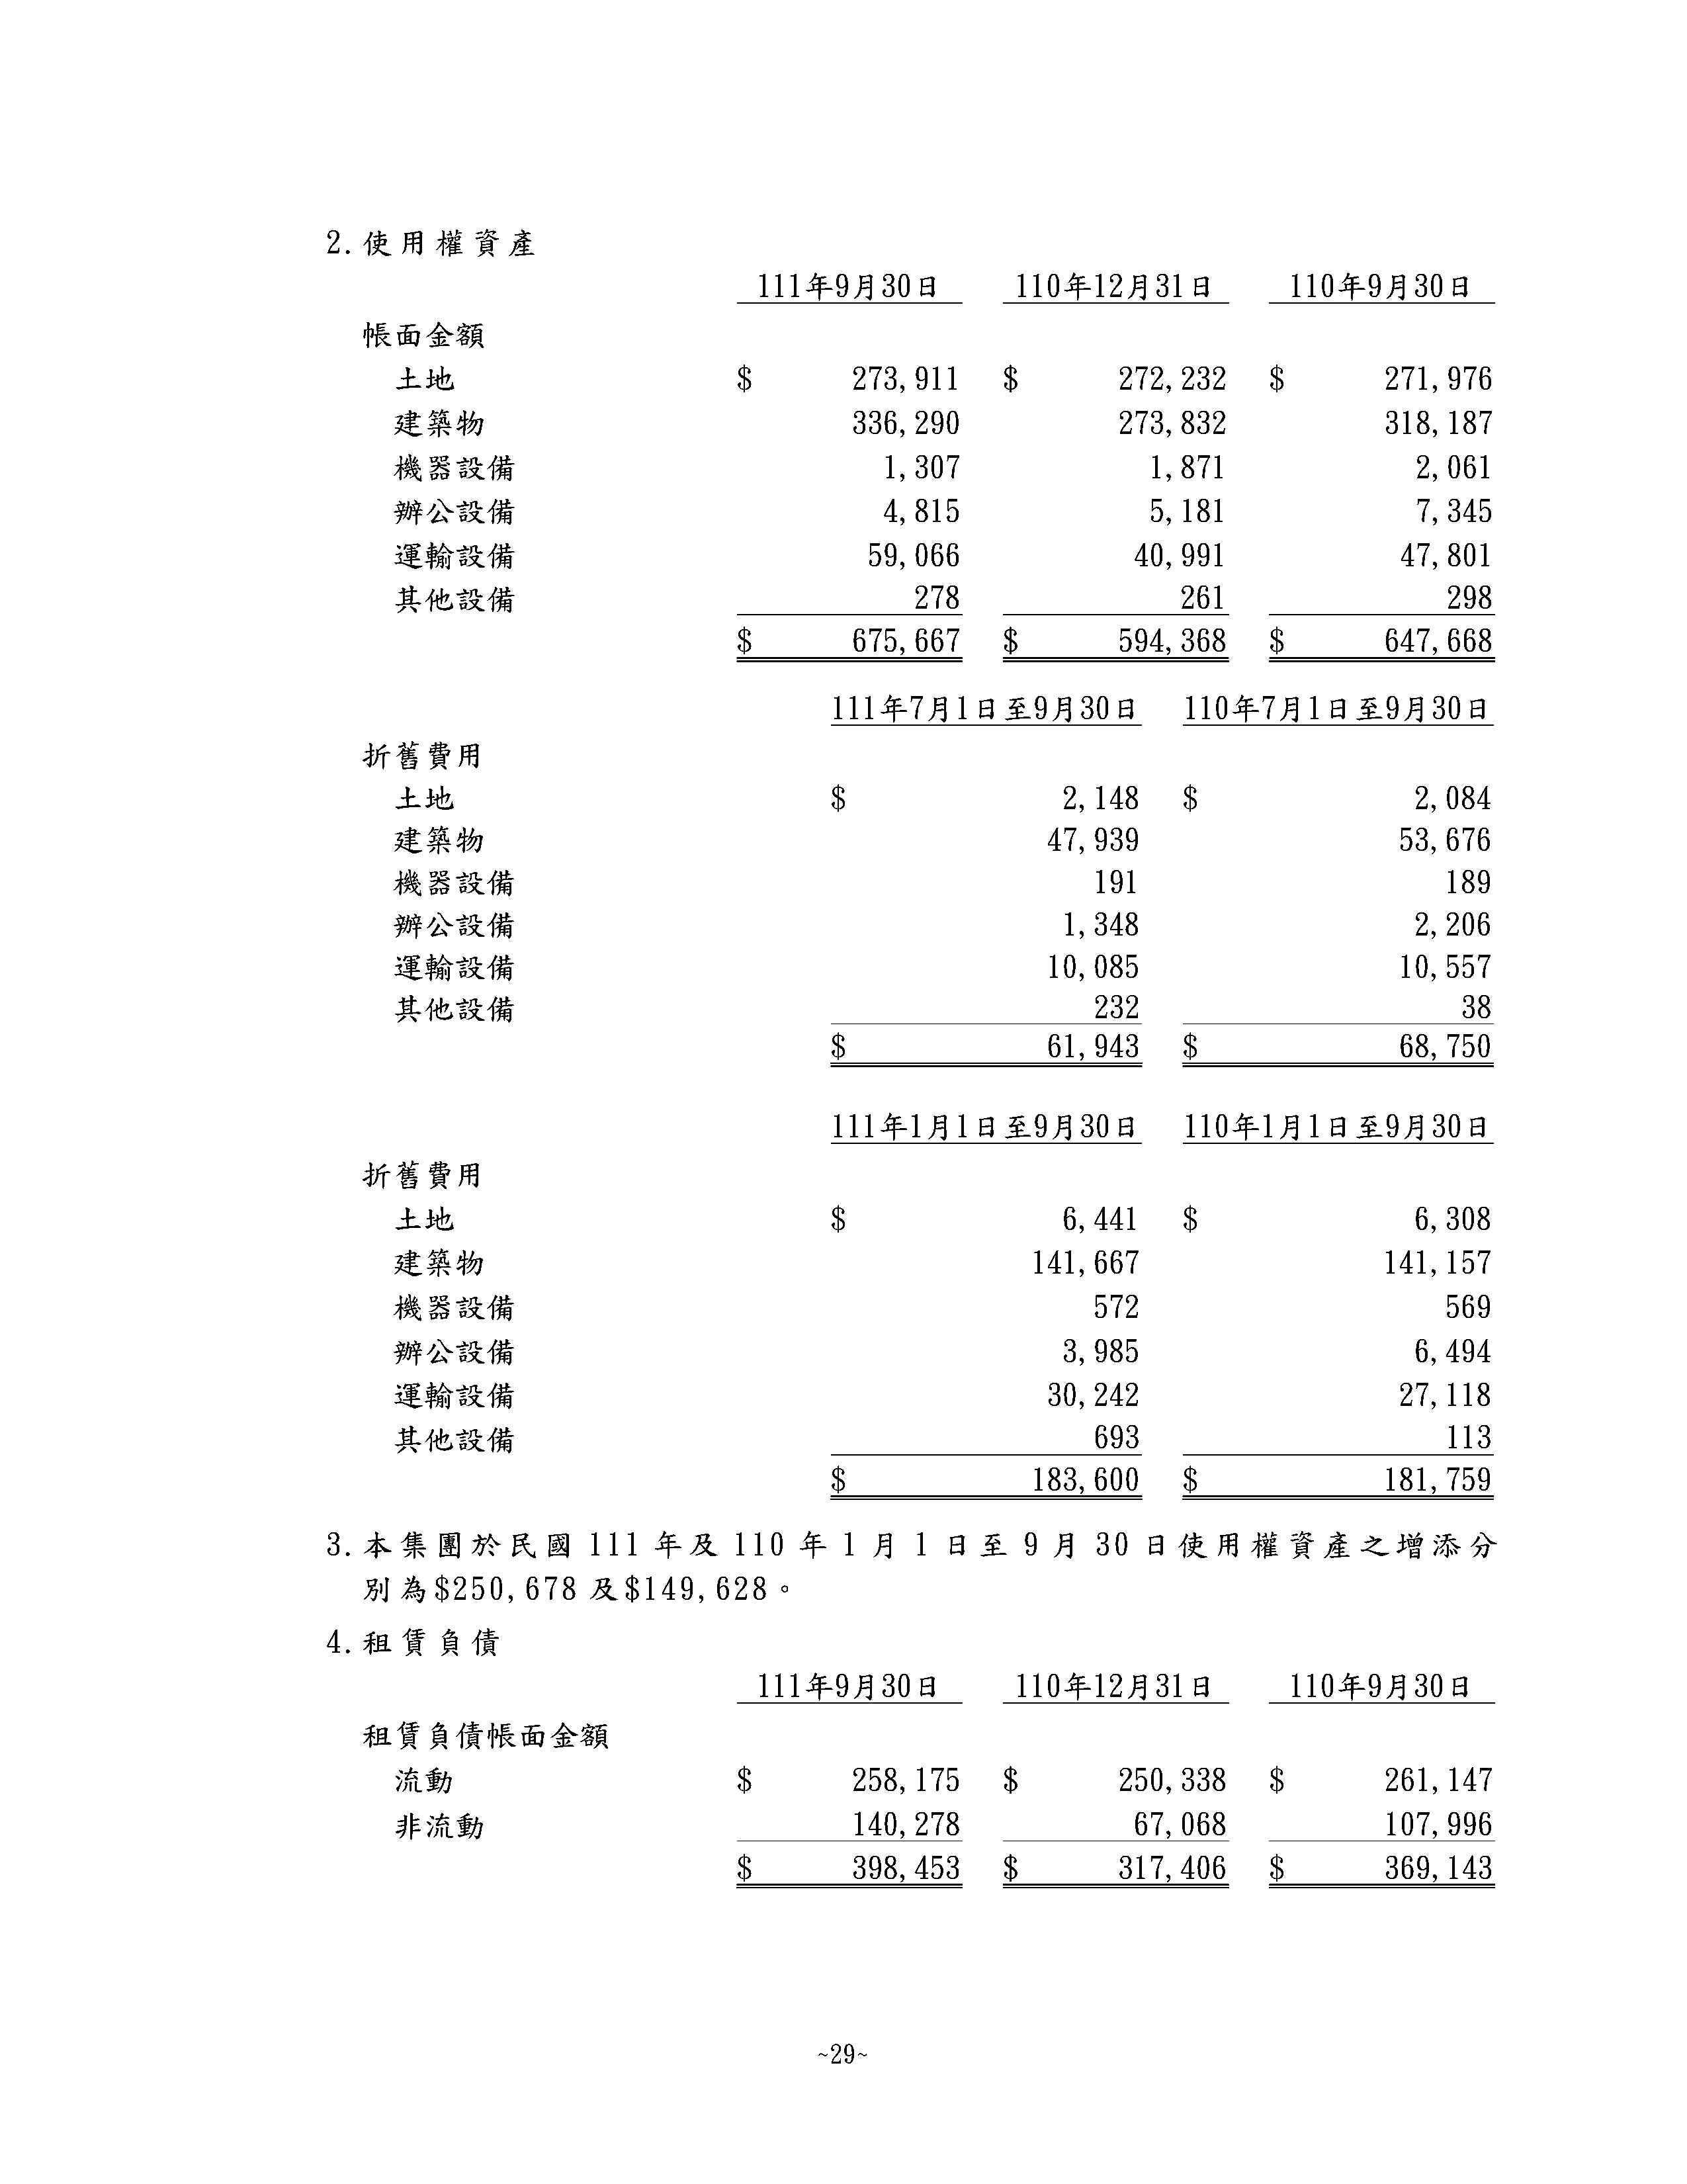 2.使用權資產
111年9月30日 110年12月31日 110年9月30日
帳面金額
土地 $ 273,911 $ 272,232 $ 271,976
建築物 336,290 273,832 318,187
機器設備 1,307 1,871 2,061
辦公設備 4,815 5,181 7,345
運輸設備 59,066 40,991 47,801
其他設備 278 261 298
$ 675,667 $ 594,368 $ 647,668
111年7月1日至9月30日 110年7月1日至9月30日
折舊費用
土地 $ 2,148 $ 2,084
建築物 47,939 53,676
機器設備 191 189
辦公設備 1,348 2,206
運輸設備 10,085 10,557
其他設備 232 38
$ 61,943 $ 68,750
111年1月1日至9月30日 110年1月1日至9月30日
折舊費用
土地 $ 6,441 $ 6,308
建築物 141,667 141,157
機器設備 572 569
辦公設備 3,985 6,494
運輸設備 30,242 27,118
其他設備 693 113
$ 183,600 $ 181,759
3.本集團於民國 111 年及 110 年 1 月 1 日至 9 月 30 日使用權資產之增添分
別為$250,678 及$149,628。
4.租賃負債
111年9月30日 110年12月31日 110年9月30日
租賃負債帳面金額
流動 $ 258,175 $ 250,338 $ 261,147
非流動 140,278 67,068 107,996
$ 398,453 $ 317,406 $ 369,143
~29~